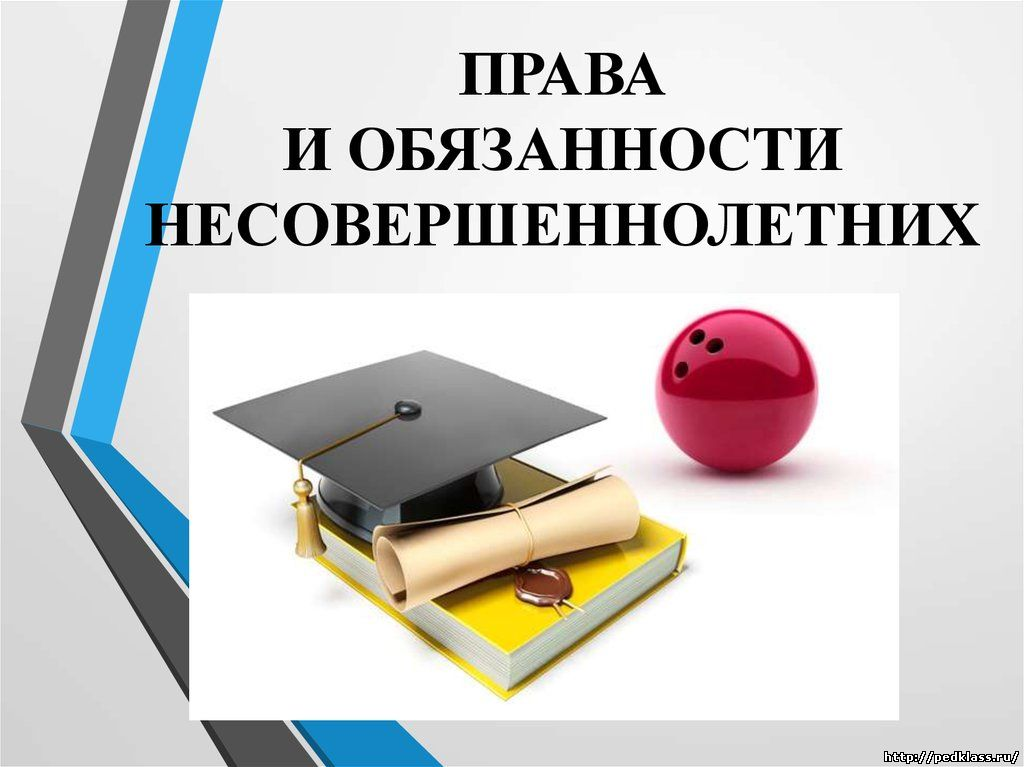 ПРАВА
И ОБЯЗАННОСТИ
НЕСОВЕРШЕННОЛЕТНИХ
http://pedklass.ru/